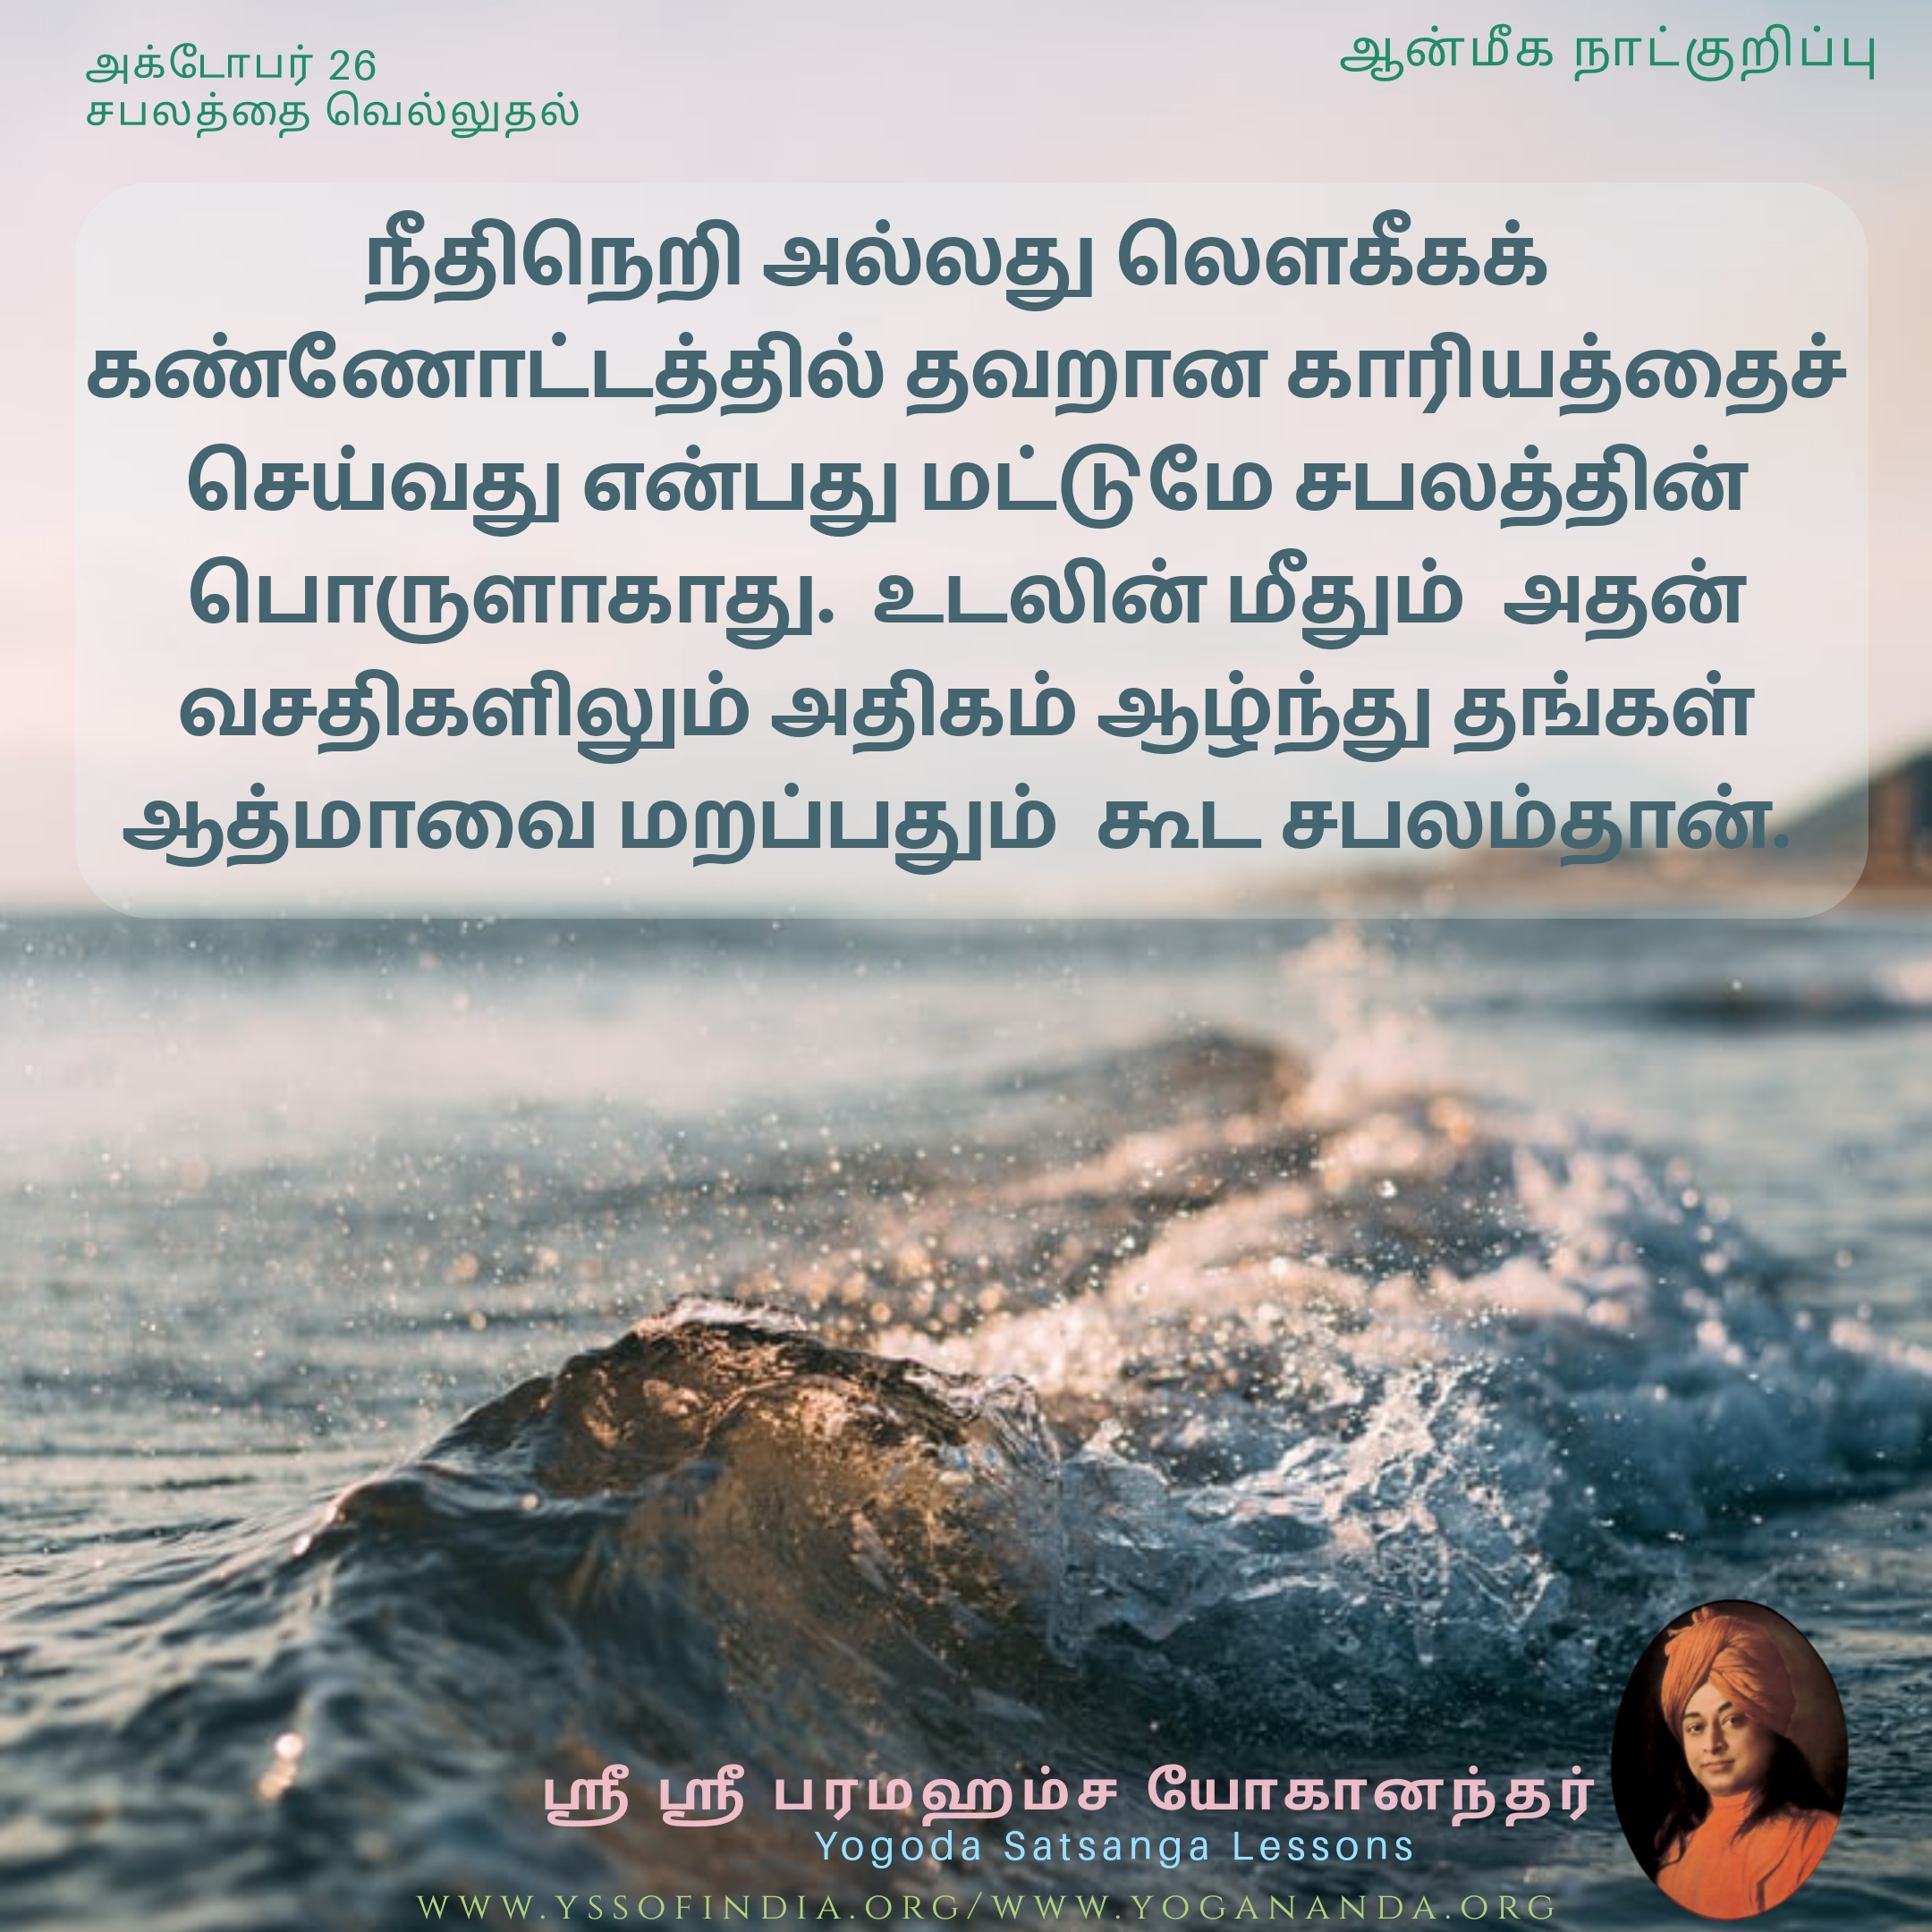 அக்டோபர் 26
சபலத்தை வெல்லுதல்
ஆன்மீக நாட்குறிப்பு
நீதிநெறி அல்லது லௌகீகக்
கண்ணோட்டத்தில் தவறான காரியத்தைச்
செய்வது என்பது மட்டுமே சபலத்தின்
பொருளாகாது. உடலின் மீதும் அதன்
வசதிகளிலும் அதிகம் ஆழ்ந்து தங்கள்
ஆத்மாவை மறப்பதும் கூட சபலம்தான்.
ஸ்ரீ ஸ்ரீ பரமஹம்ச யோகானந்தர்
Yogoda Satsanga Lessons
WWW.YSSOFINDIA.ORG/WWW.YOGANANDA.ORG